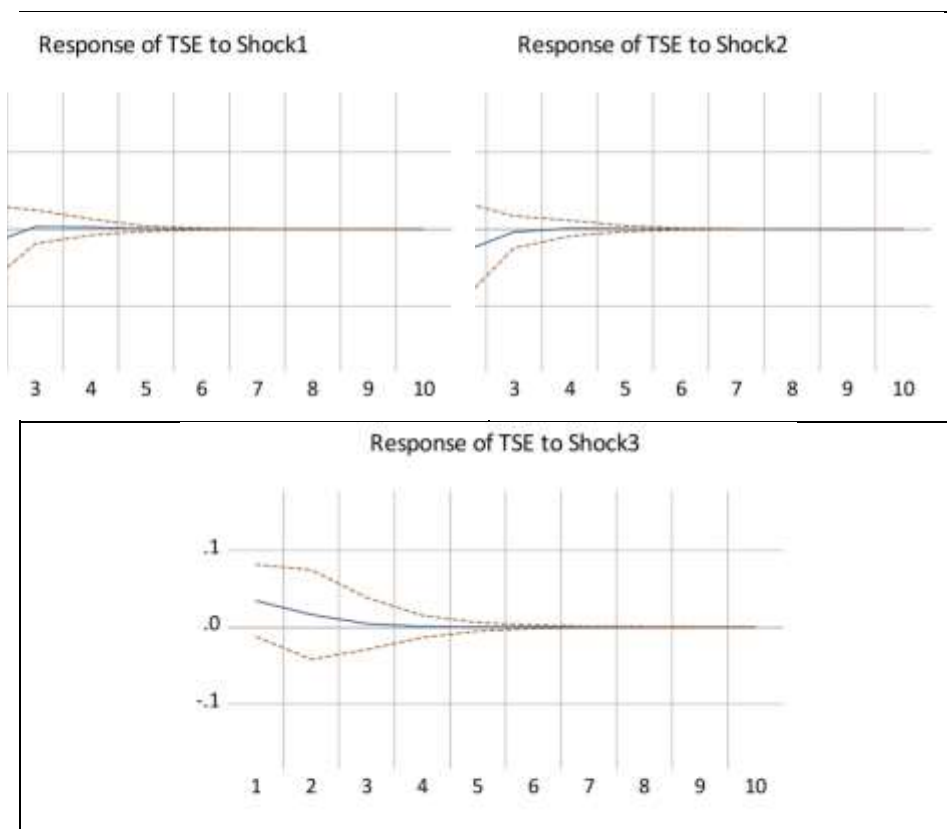 Response of TSE to Shock1
Response of TSE to Shock2
3 4 5 6 7 8 9 10
3 4 5 6 7 8 9 10
Response of TSE to Shock3
.1
.0
-.1
1 2 3 4 5 6 7 8 9 10